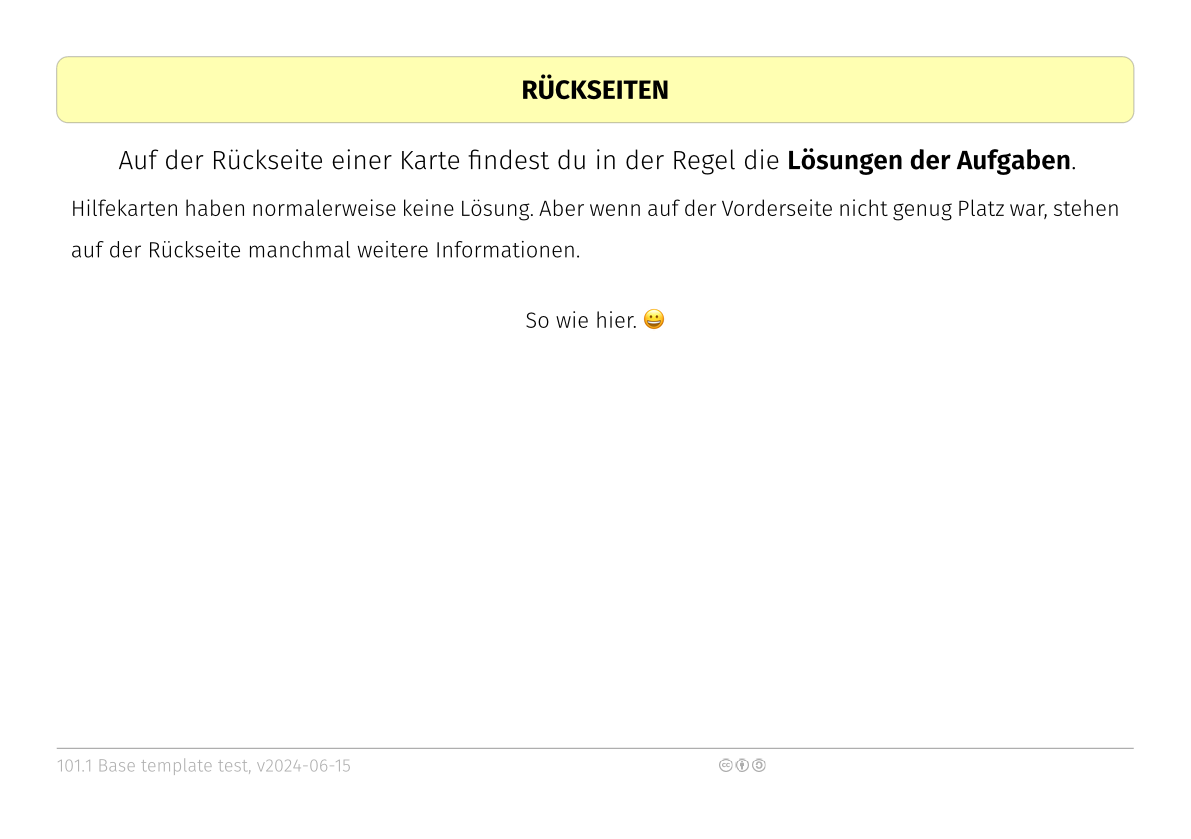 RÜCKSEITEN
Auf der Rückseite einer Karte findest du in der Regel die Lösungen der Aufgaben.
Hilfekarten haben normalerweise keine Lösung. Aber wenn auf der Vorderseite nicht genug Platz war, stehen
auf der Rückseite manchmal weitere Informationen.
So wie hier. 😀
101.1 Base template test, v2024-06-15